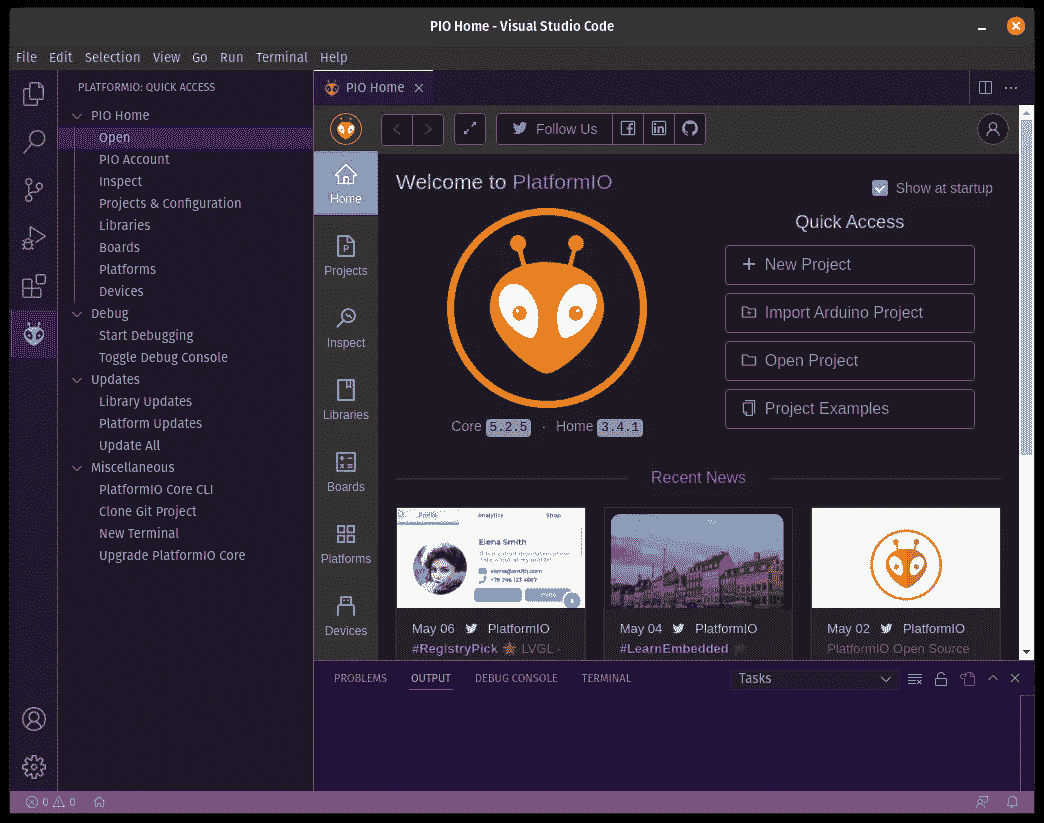 PIO Home - Visual Studio Code
File Edit Selection View Go Run Terminal Help
PLATFORMIO: QUICK ACCESS
PIO Home
Open
PIO Account
Inspect
Projects & Configuration
Libraries
Boards
Platforms
Devices
Debug
Start Debugging
Toggle Debug Console
Updates
Library Updates
Platform Updates
Update All
Miscellaneous
PlatformIO Core CLI
Clone Git Project
New Terminal
Upgrade PlatformIO Core
PIO Home
Follow Us
Home
Projects
Inspect
Libraries
Boards
Platforms
Devices
Welcome to PlatformIO
Show at startup
Core 5.2.5 · Home 3.4.1
Quick Access
New Project
Import Arduino Project
Open Project
Project Examples
Recent News
Profile Analytics Shop
Elena Smith
elena@smith.com
+79 246 123 4567
May 06 PlatformIO
#RegistryPick LVGL -
May 04 PlatformIO
#LearnEmbedded
May 02 PlatformIO
PlatformIO Open Source
PROBLEMS OUTPUT DEBUG CONSOLE TERMINAL Tasks
0 0